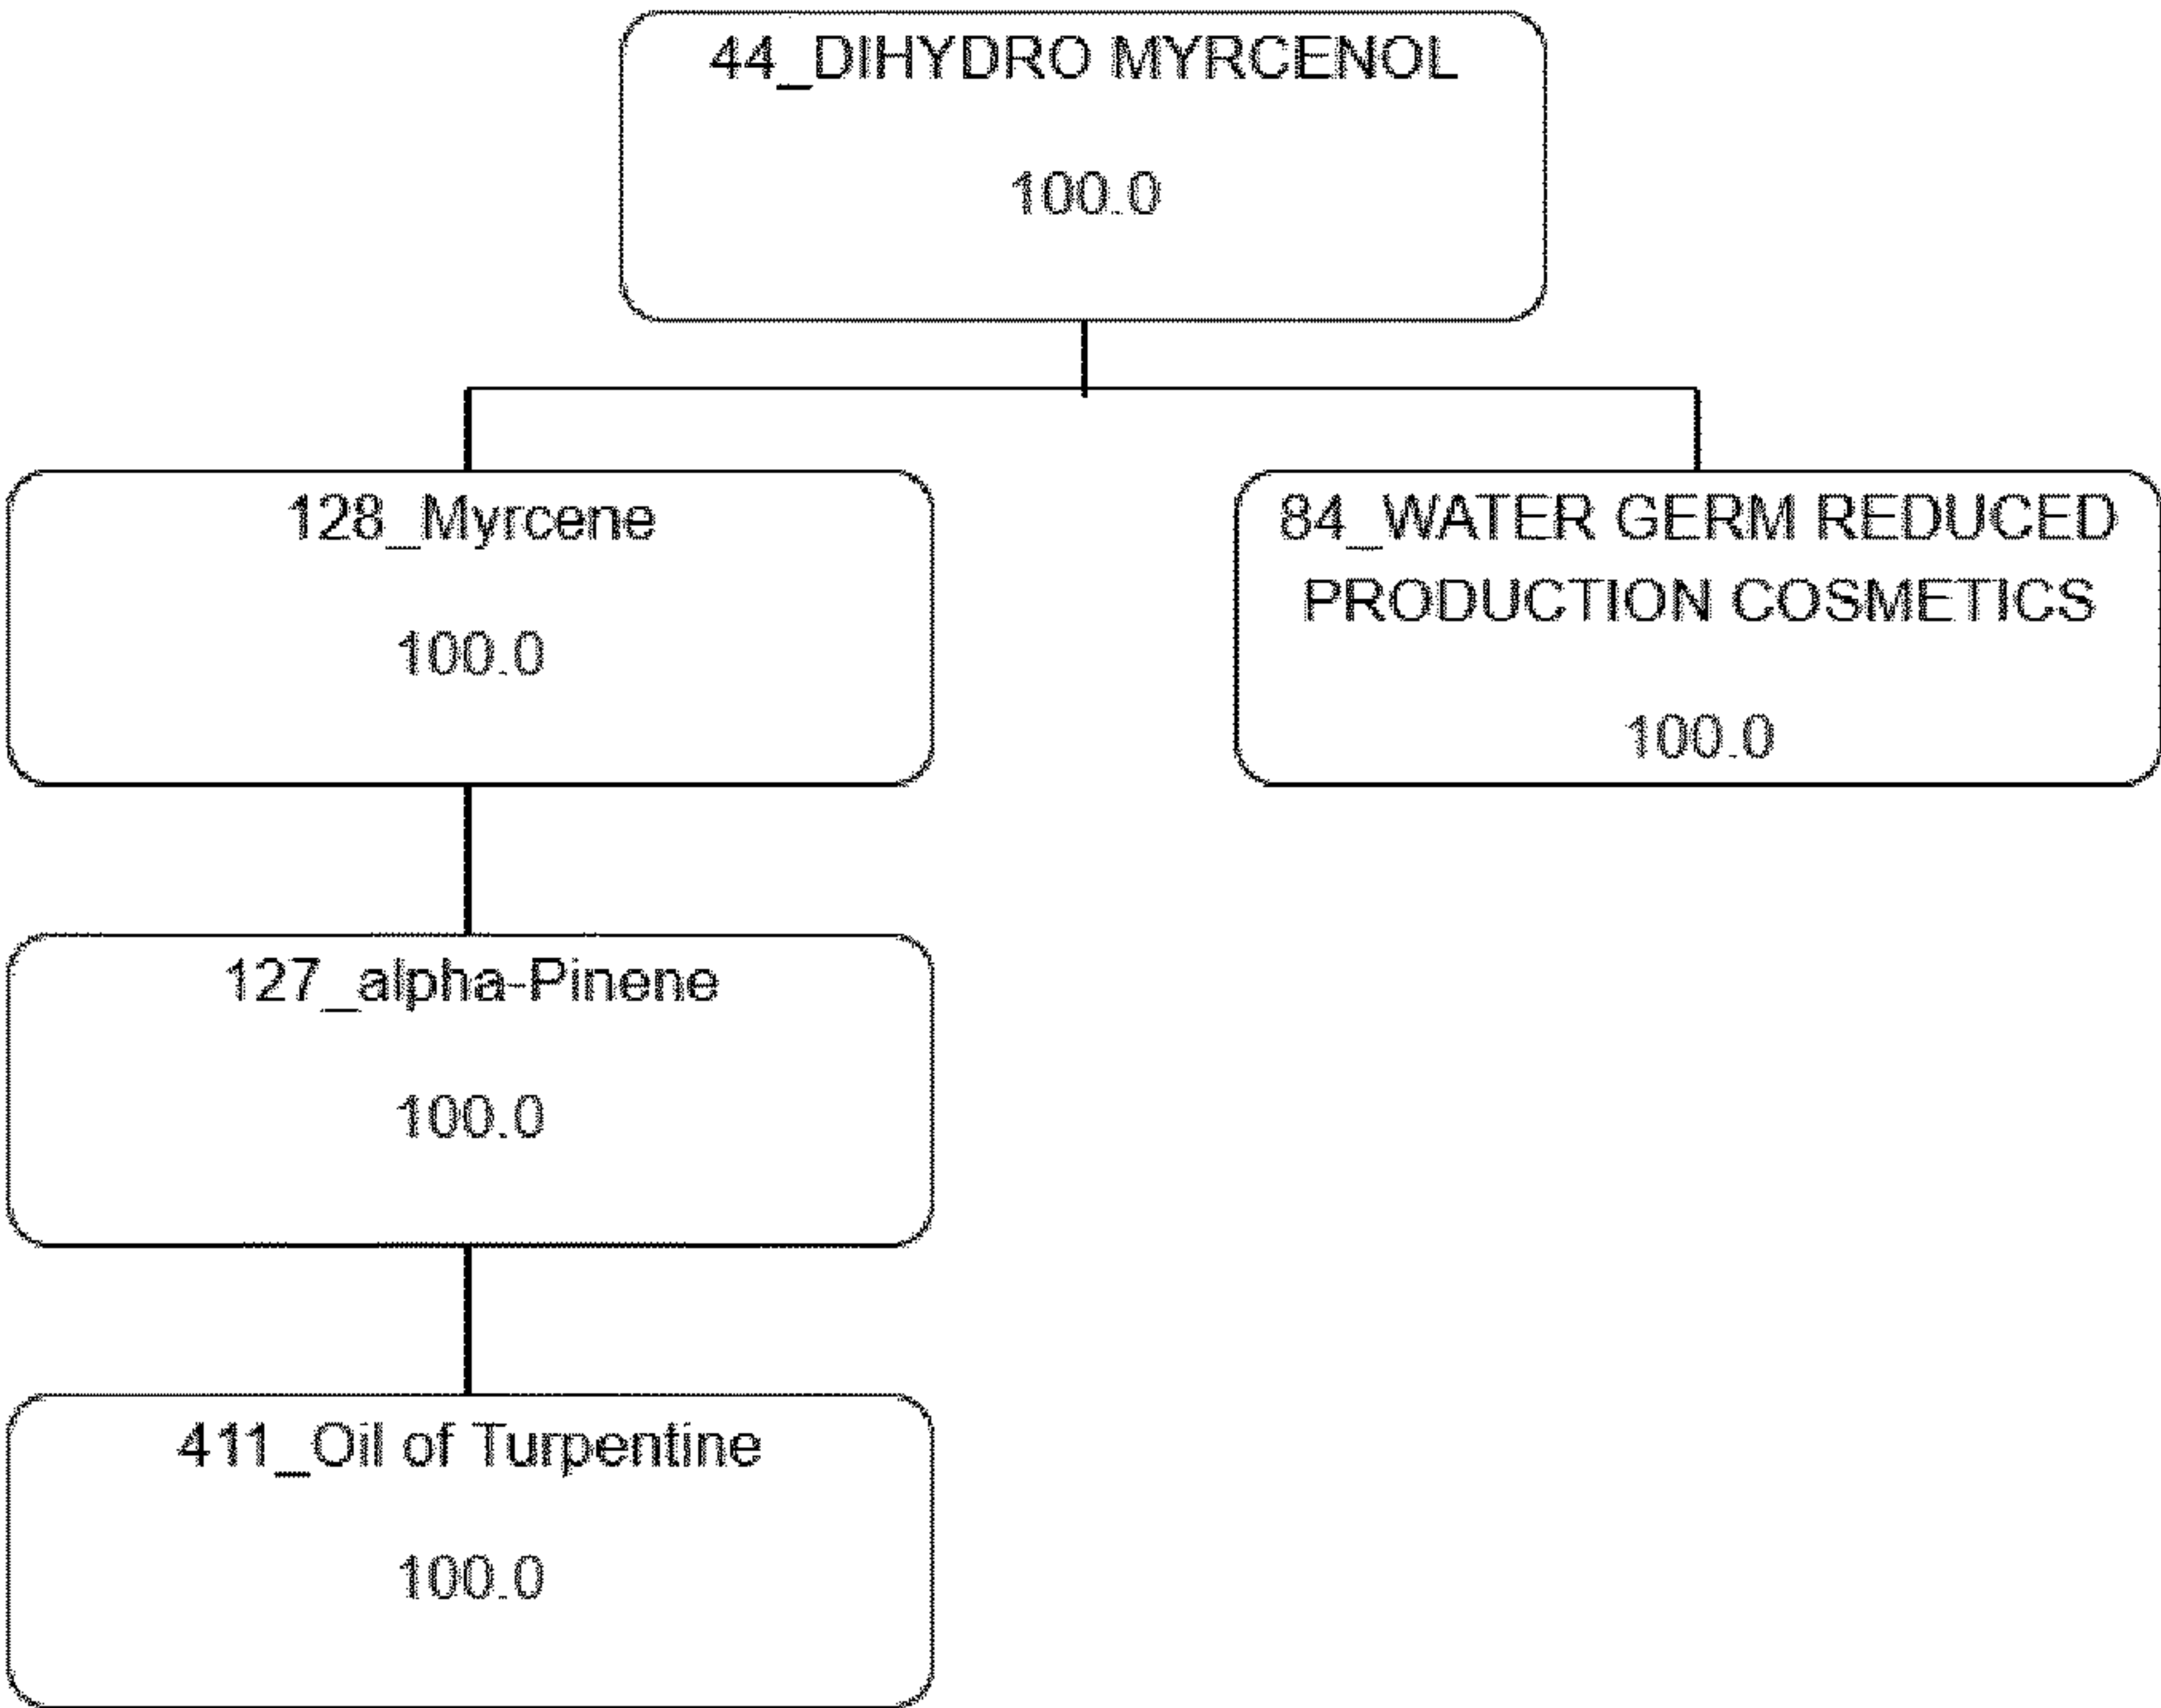 44_DIHYDRO MYRCENOL
100.0
128_Myrcene
100.0
84_WATER GERM REDUCED
PRODUCTION COSMETICS
100.0
127_alpha-Pinene
100.0
411_Oil of Turpentine
100.0